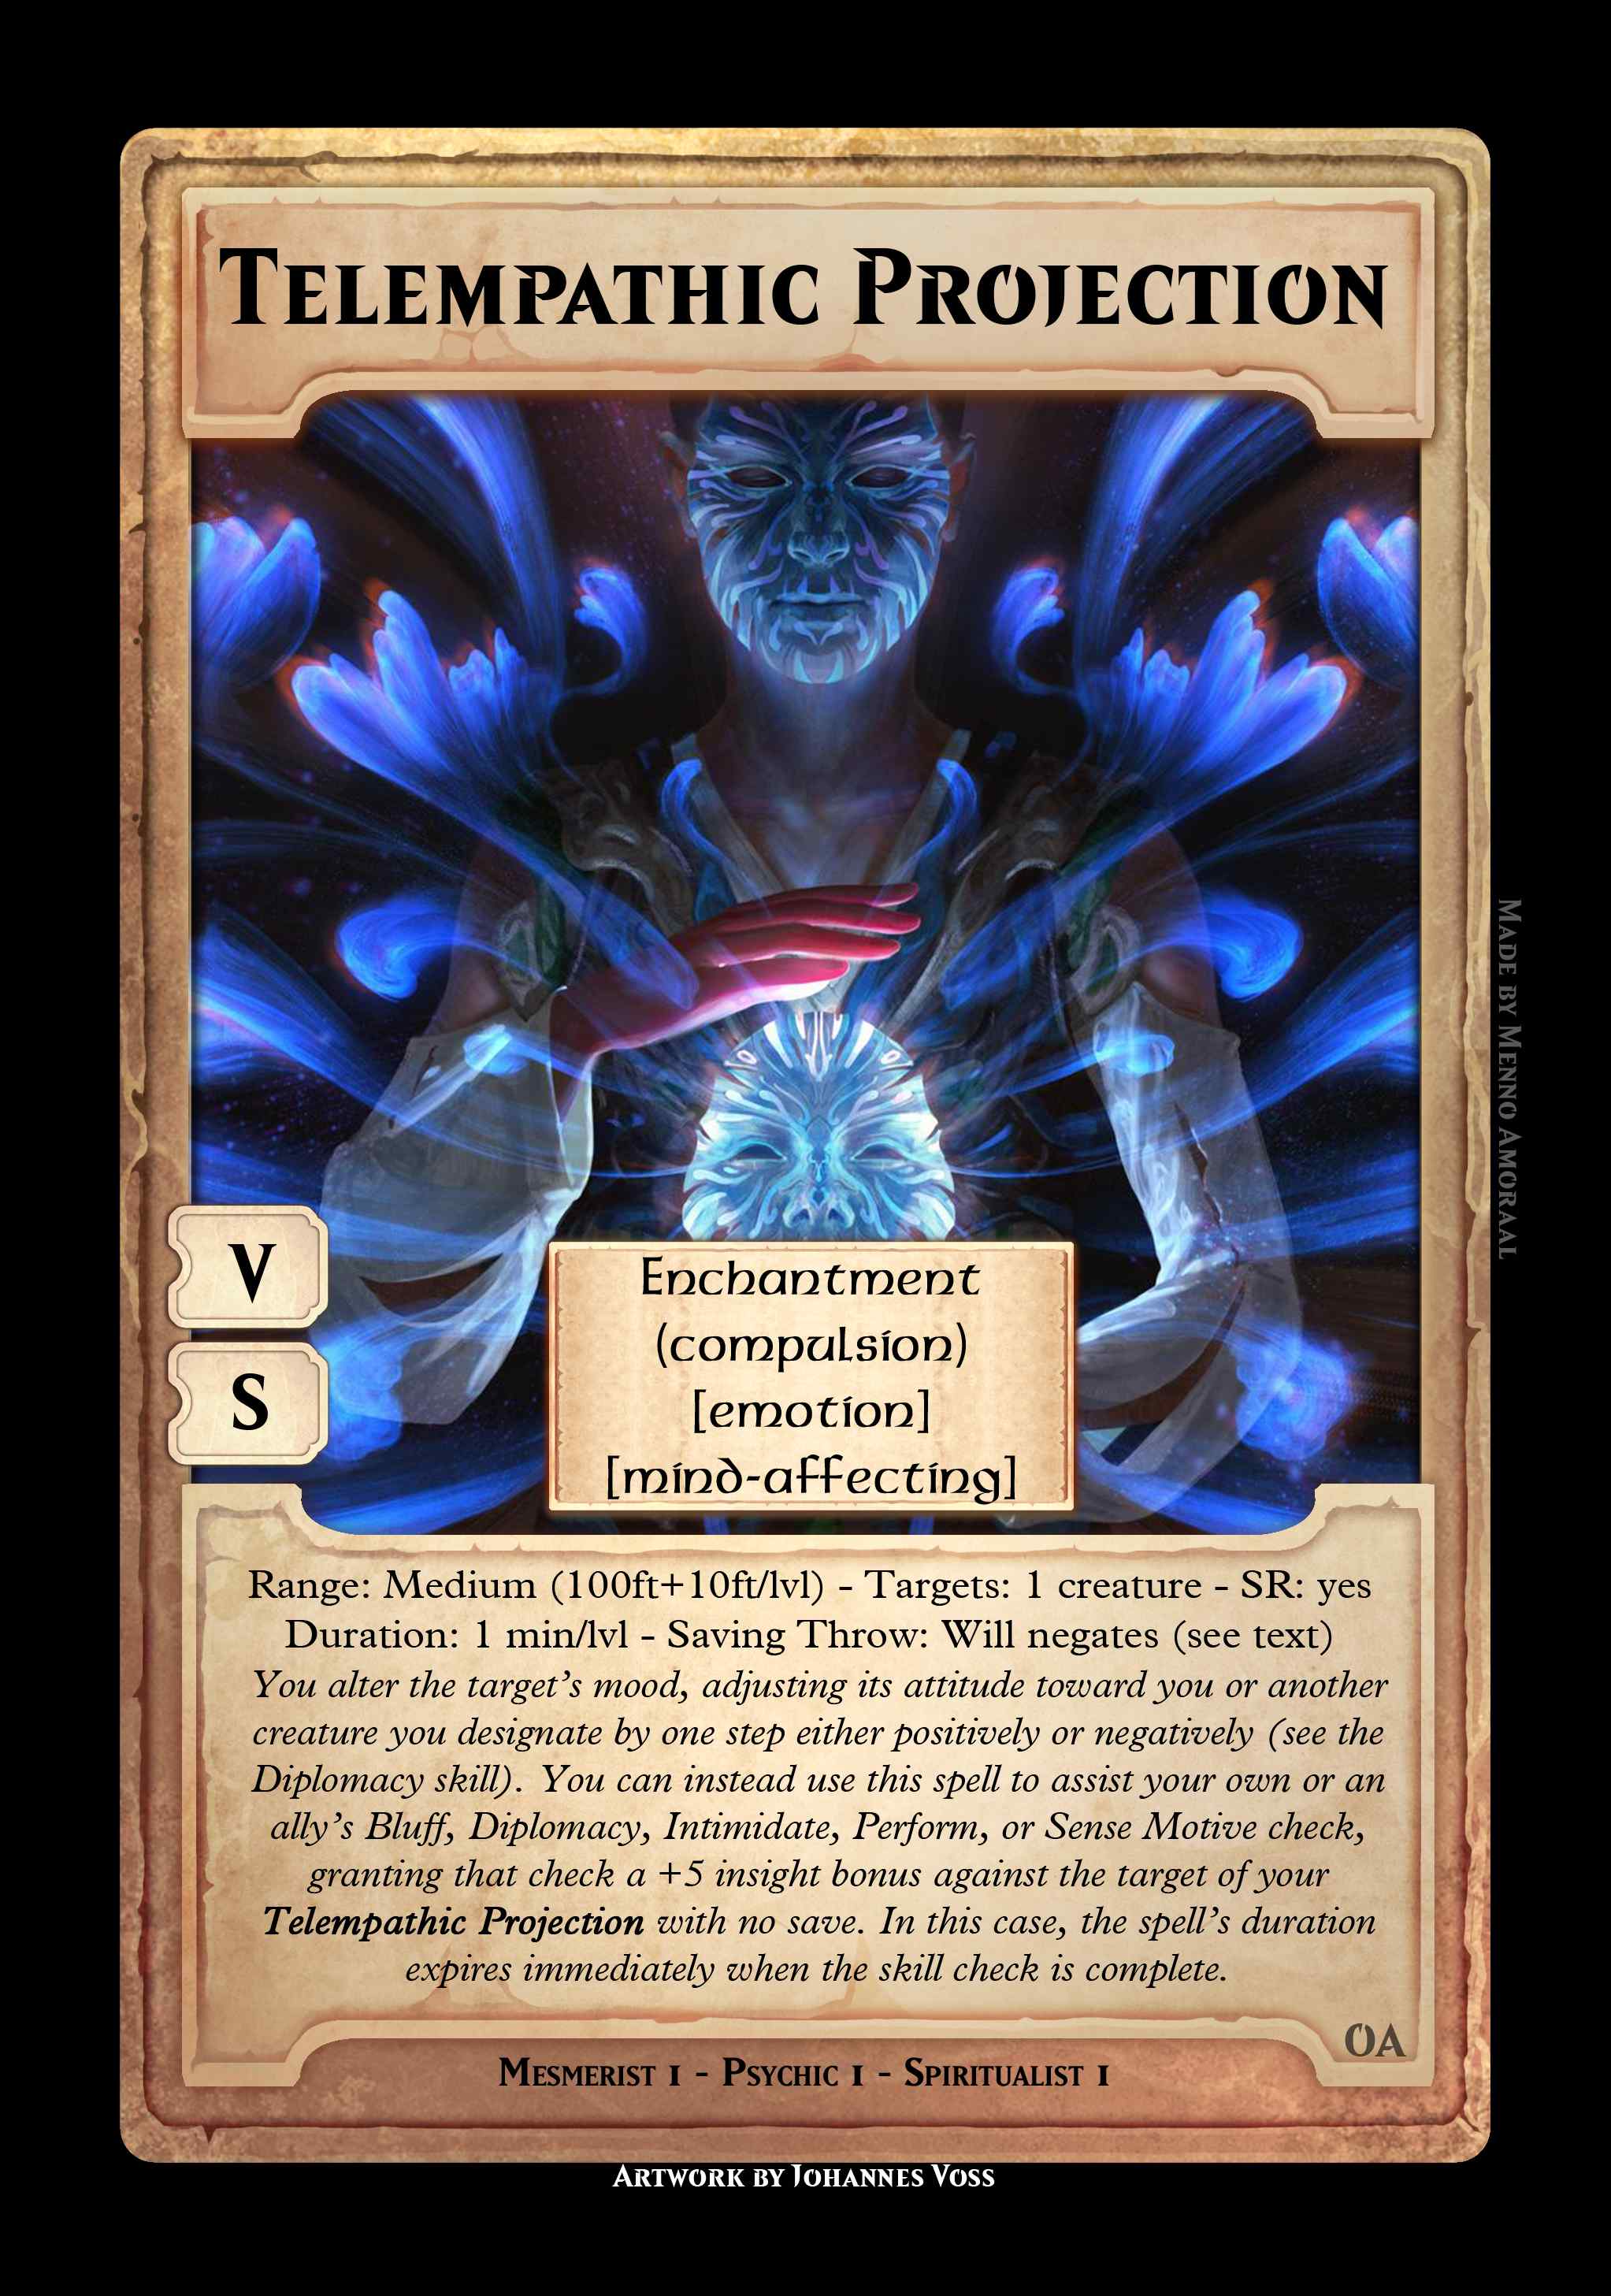 Telempathic Projection
V
S
Enchantment
(compulsion)
[emotion]
[mind-affecting]
Range: Medium (100ft+10ft/lvl) - Targets: 1 creature - SR: yes
Duration: 1 min/lvl - Saving Throw: Will negates (see text)
You alter the target's mood, adjusting its attitude toward you or another
creature you designate by one step either positively or negatively (see the
Diplomacy skill). You can instead use this spell to assist your own or an
ally's Bluff, Diplomacy, Intimidate, Perform, or Sense Motive check,
granting that check a +5 insight bonus against the target of your
Telempathic Projection with no save. In this case, the spell's duration
expires immediately when the skill check is complete.
OA
Mesmerist 1 - Psychic 1 - Spiritualist 1
Artwork by Johannes Voss
Made by Menno Amoraal